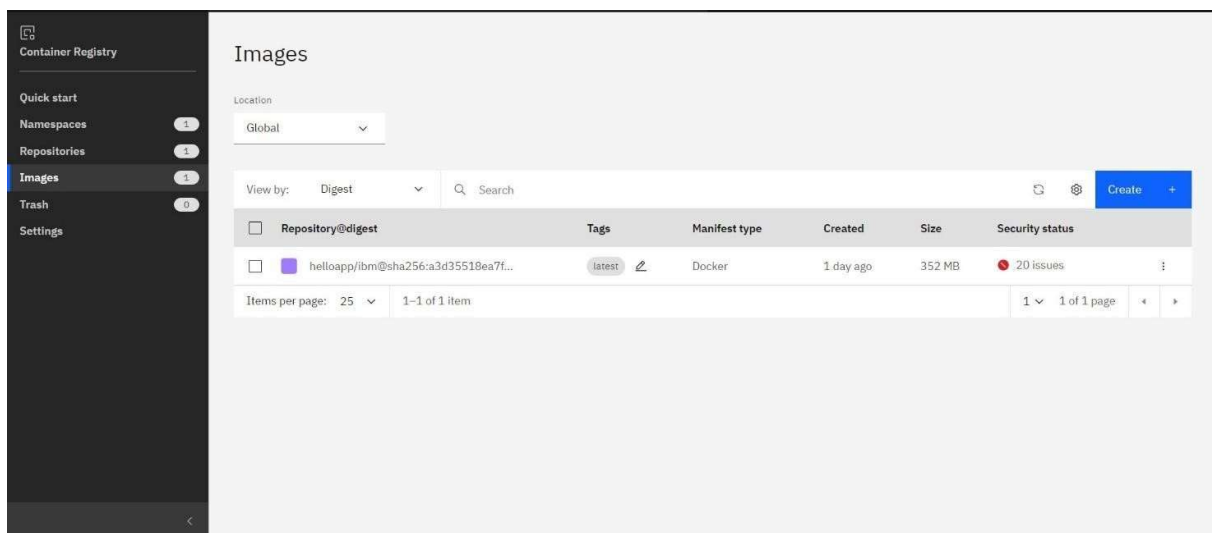 Container Registry
Quick start
Namespaces 1
Repositories 1
Images 1
Trash 0
Settings
Images
Location
Global
View by: Digest Search Create +
Repository@digest Tags Manifest type Created Size Security status
helloapp/ibm@sha256:a3d35518ea7f... latest Docker 1 day ago 352 MB 20 issues
Items per page: 25 1–1 of 1 item 1 1 of 1 page